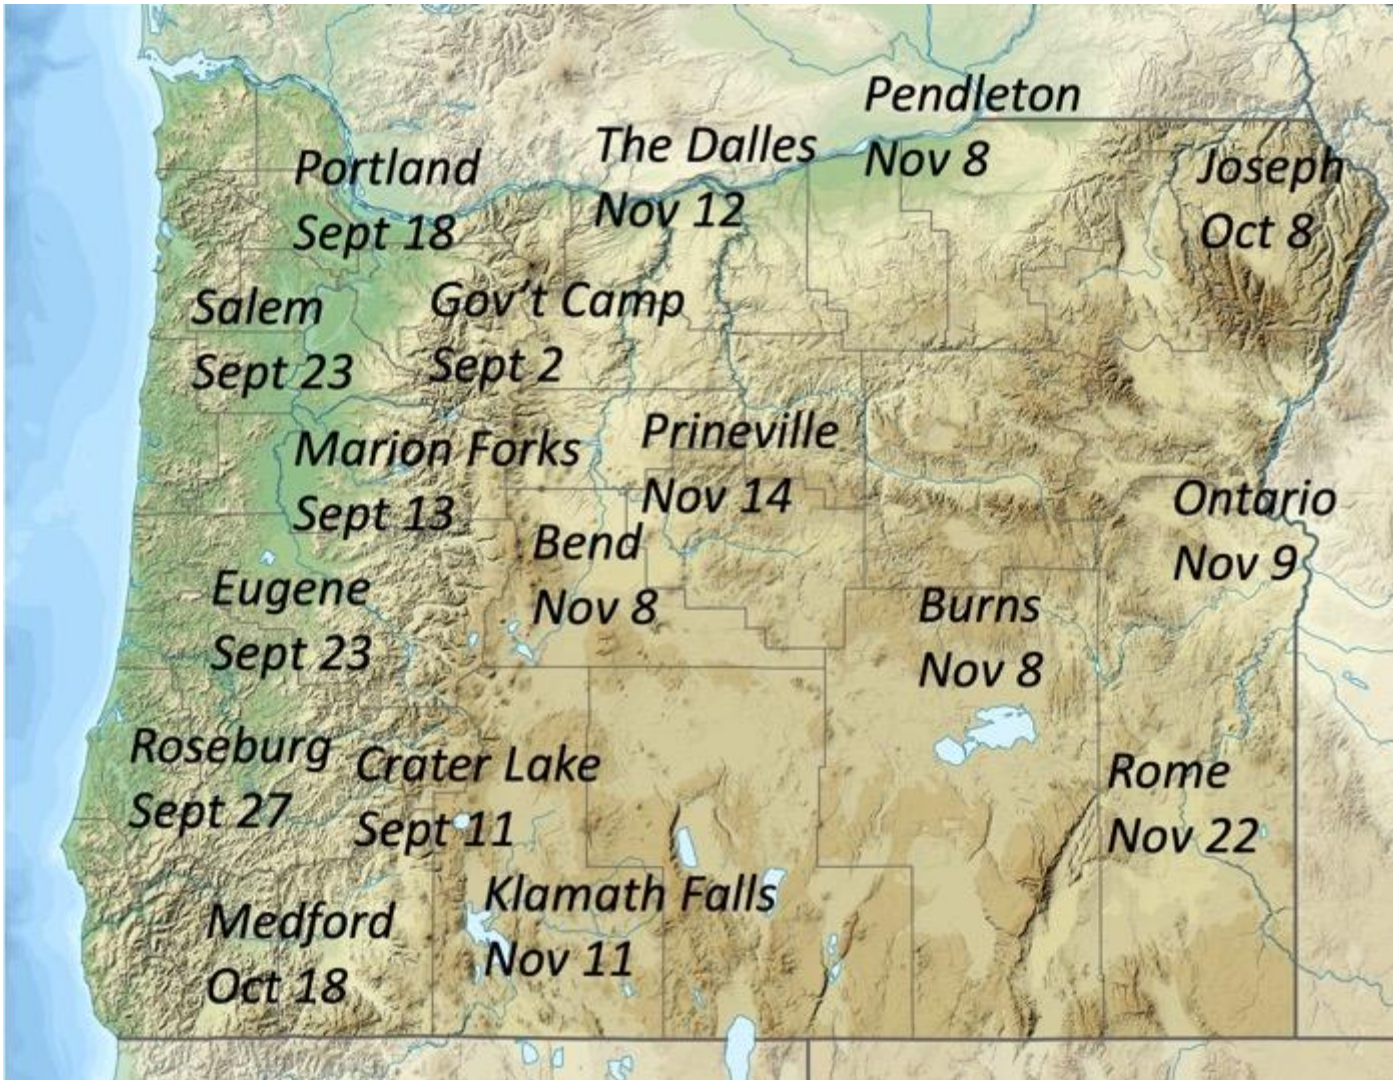 Pendleton
Nov 8
The Dalles
Nov 12
Portland
Sept 18
Joseph
Oct 8
Salem
Sept 23
Gov't Camp
Sept 2
Marion Forks
Sept 13
Prineville
Nov 14
Ontario
Nov 9
Bend
Nov 8
Eugene
Sept 23
Burns
Nov 8
Roseburg
Sept 27
Crater Lake
Sept 11
Rome
Nov 22
Klamath Falls
Nov 11
Medford
Oct 18